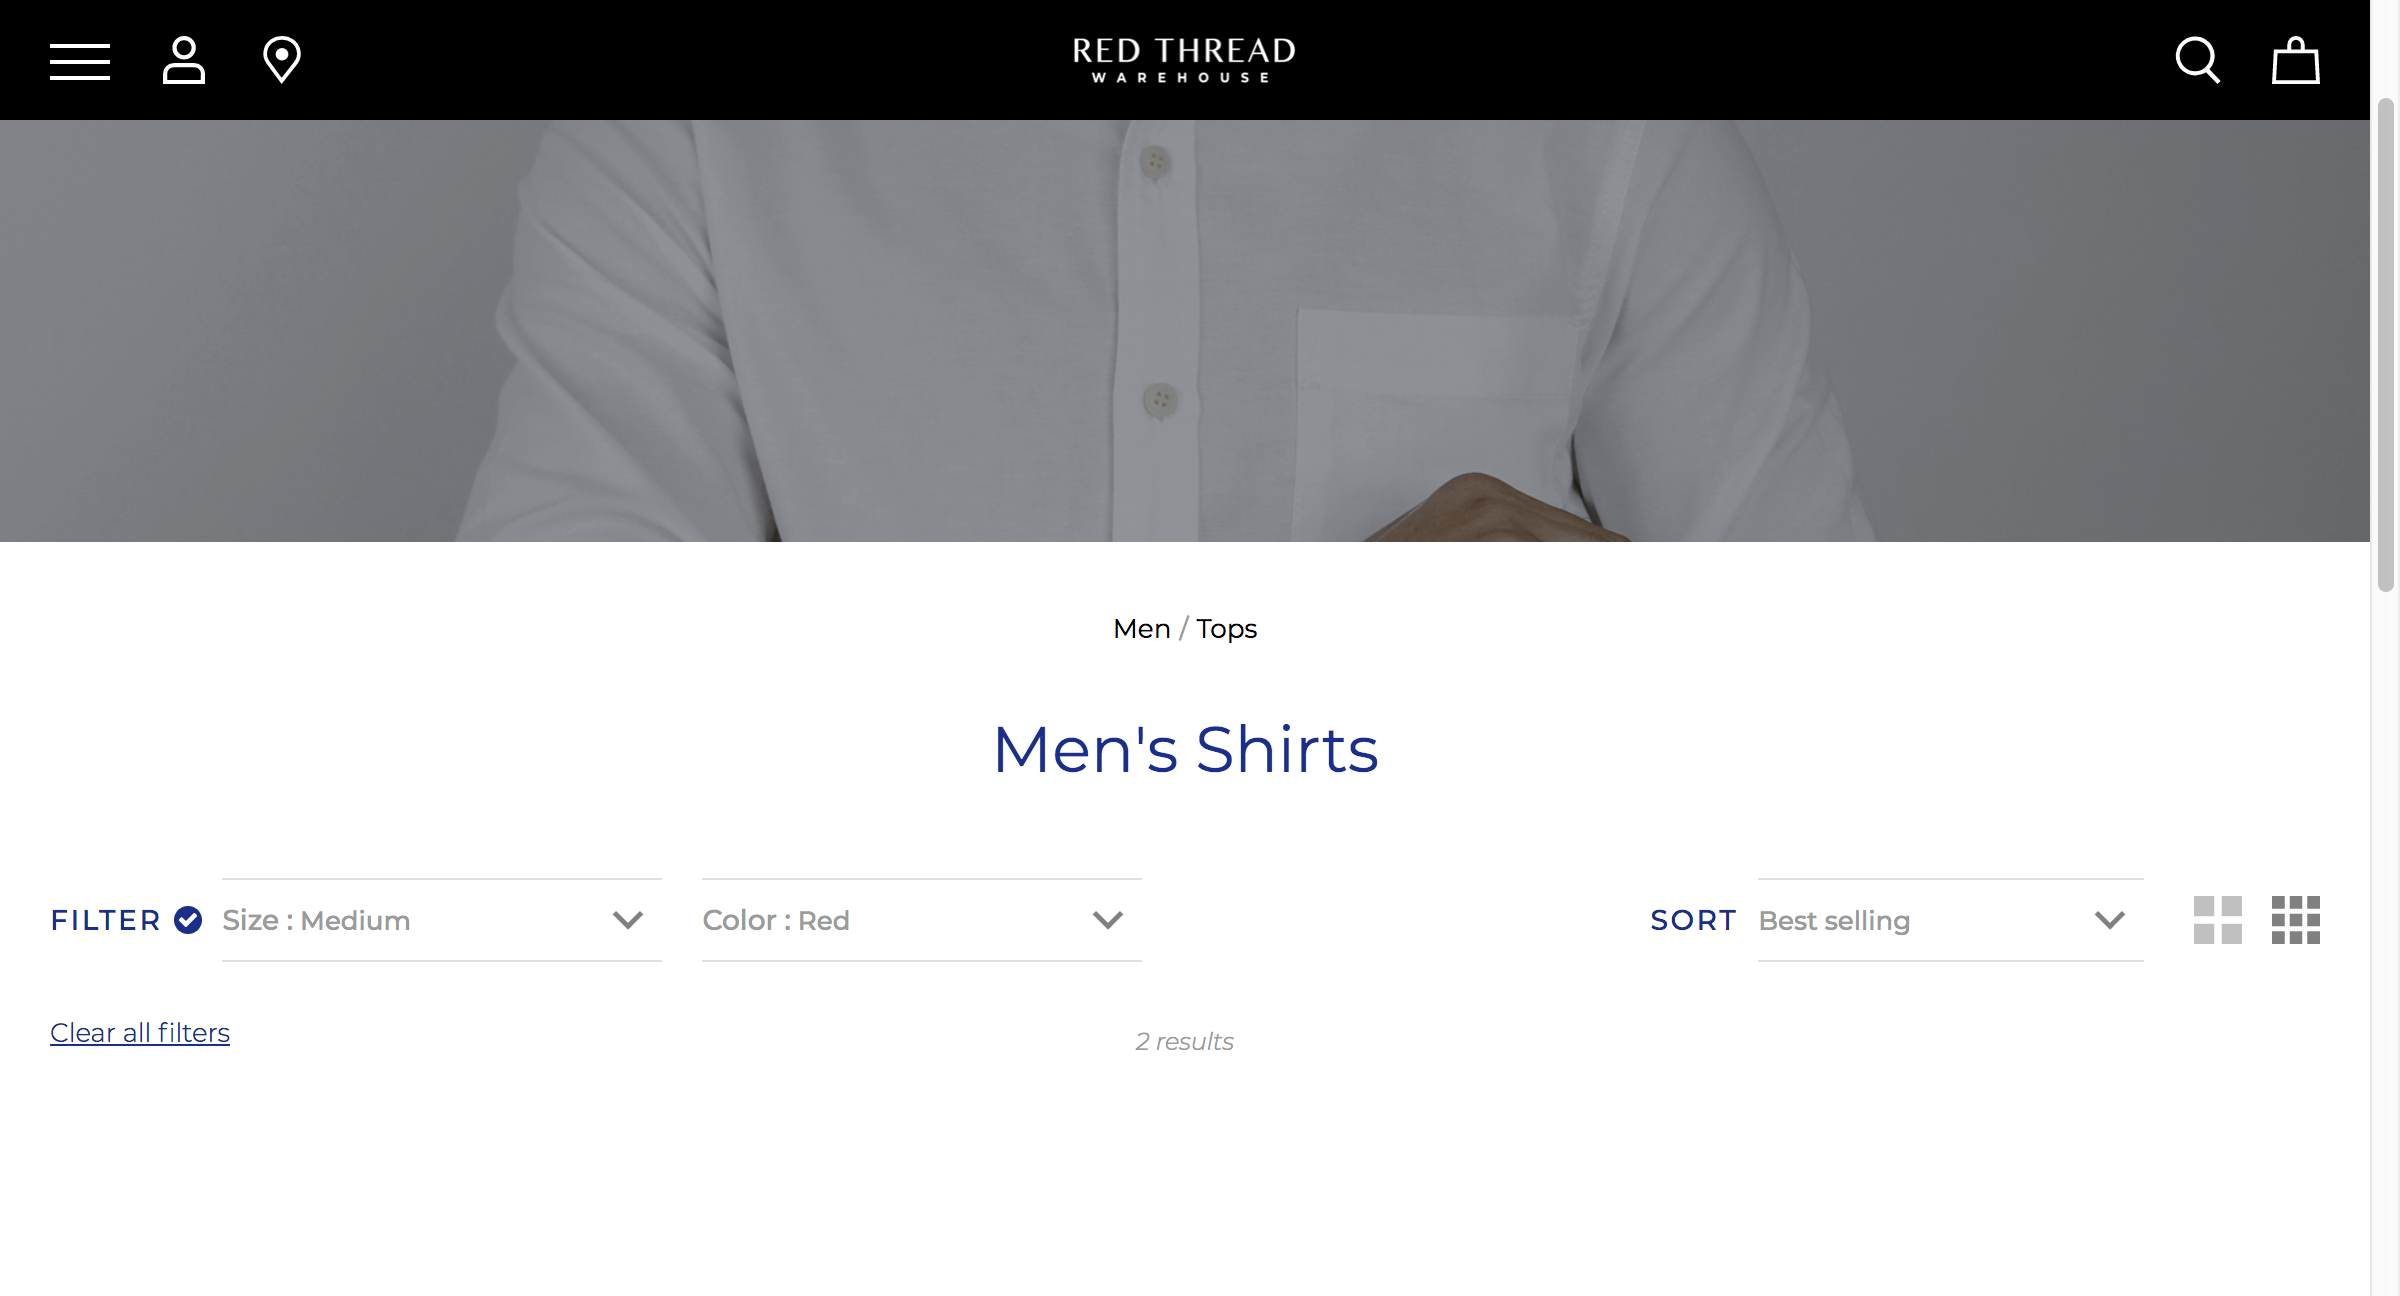 RED THREAD
WAREHOUSE
Men / Tops
Men's Shirts
FILTER Size : Medium Color : Red SORT Best selling
Clear all filters
2 results